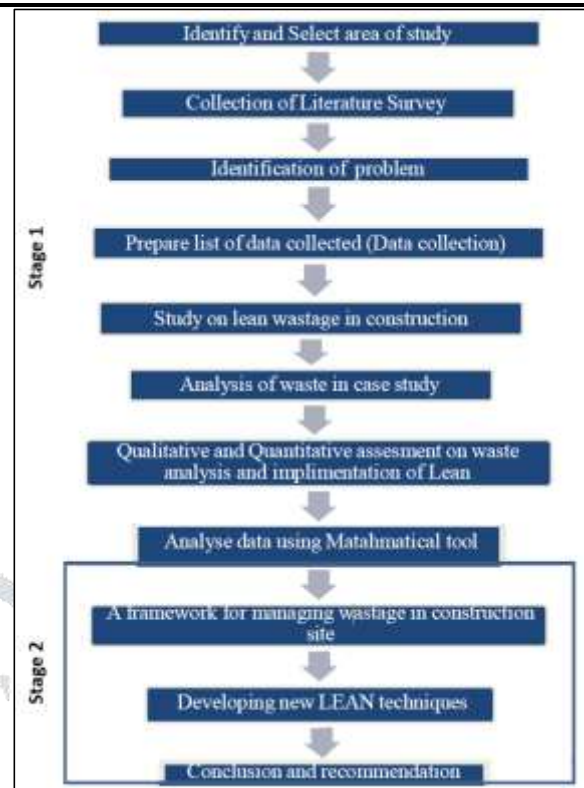 Identify and Select area of study
Collection of Literature Survey
Identification of problem
Prepare list of data collected (Data collection)
Stage 1
Study on lean wastage in construction
Analysis of waste in case study
Qualitative and Quantitative assesment on waste
analysis and implimentation of Lean
Analyse data using Matahmatical tool
A framework for managing wastage in construction
site
Stage 2
Developing new LEAN techniques
Conclusion and recommendation